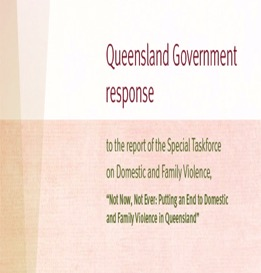 Queensland Government
response
to the report of the Special Taskforce
on Domestic and Family Violence,
“Not Now, Not Ever: Putting an End to Domestic
and Family Violence in Queensland”